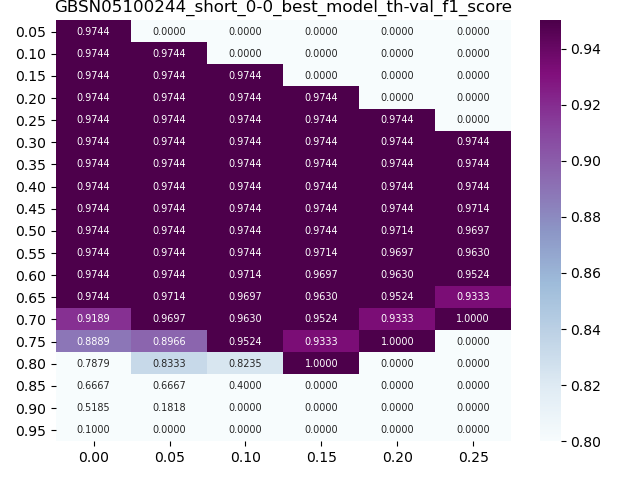 GBSN05100244_short_0-0_best_model_th-val_f1_score
0.05 0.9744 0.0000 0.0000 0.0000 0.0000 0.0000
0.10 0.9744 0.9744 0.0000 0.0000 0.0000 0.0000
0.15 0.9744 0.9744 0.9744 0.0000 0.0000 0.0000
0.20 0.9744 0.9744 0.9744 0.9744 0.0000 0.0000
0.25 0.9744 0.9744 0.9744 0.9744 0.9744 0.0000
0.30 0.9744 0.9744 0.9744 0.9744 0.9744 0.9744
0.35 0.9744 0.9744 0.9744 0.9744 0.9744 0.9744
0.40 0.9744 0.9744 0.9744 0.9744 0.9744 0.9744
0.45 0.9744 0.9744 0.9744 0.9744 0.9744 0.9714
0.50 0.9744 0.9744 0.9744 0.9744 0.9714 0.9697
0.55 0.9744 0.9744 0.9744 0.9714 0.9697 0.9630
0.60 0.9744 0.9744 0.9714 0.9697 0.9630 0.9524
0.65 0.9744 0.9714 0.9697 0.9630 0.9524 0.9333
0.70 0.9189 0.9697 0.9630 0.9524 0.9333 1.0000
0.75 0.8889 0.8966 0.9524 0.9333 1.0000 0.0000
0.80 0.7879 0.8333 0.8235 1.0000 0.0000 0.0000
0.85 0.6667 0.6667 0.4000 0.0000 0.0000 0.0000
0.90 0.5185 0.1818 0.0000 0.0000 0.0000 0.0000
0.95 0.1000 0.0000 0.0000 0.0000 0.0000 0.0000
0.00 0.05 0.10 0.15 0.20 0.25
0.94
0.92
0.90
0.88
0.86
0.84
0.82
0.80